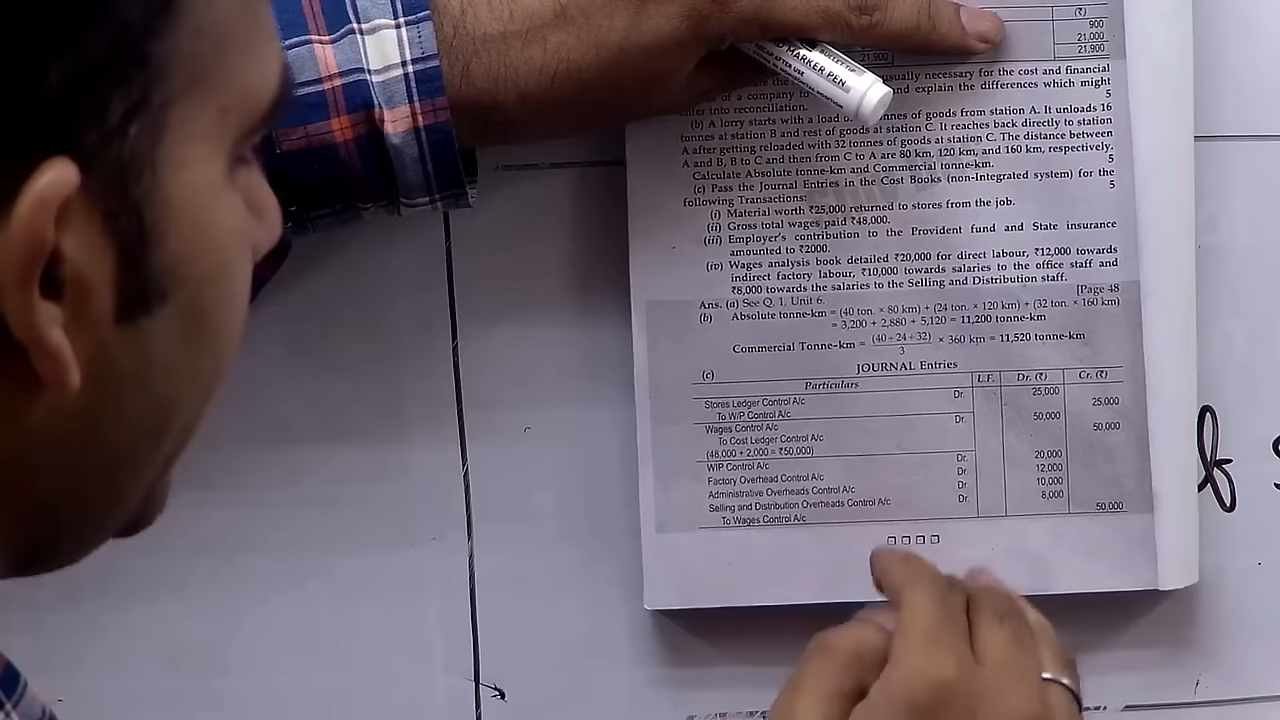 (₹)
900
21,000
21,900 21,900
MARKER PEN
BULLET TIP
usually necessary for the cost and financial
of a company to nd explain the differences which might
enter into reconciliation. 5
(b) A lorry starts with a load o nnes of goods from station A. It unloads 16
tonnes at station B and rest of goods at station C. It reaches back directly to station
A after getting reloaded with 32 tonnes of goods at station C. The distance between
A and B, B to C and then from C to A are 80 km, 120 km, and 160 km, respectively.
Calculate Absolute tonne-km and Commercial tonne-km. 5
(c) Pass the Journal Entries in the Cost Books (non-Integrated system) for the
following Transactions: 5
(i) Material worth ₹25,000 returned to stores from the job.
(ii) Gross total wages paid ₹48,000.
(iii) Employer's contribution to the Provident fund and State insurance
amounted to ₹2000.
(iv) Wages analysis book detailed ₹20,000 for direct labour, ₹12,000 towards
indirect factory labour, ₹10,000 towards salaries to the office staff and
₹8,000 towards the salaries to the Selling and Distribution staff.
Ans. (a) See Q. 1, Unit 6. [Page 48
(b) Absolute tonne-km = (40 ton. × 80 km) + (24 ton. × 120 km) + (32 ton. × 160 km)
= 3,200 + 2,880 + 5,120 = 11,200 tonne-km
Commercial Tonne-km = (40+24+32)/3 × 360 km = 11,520 tonne-km
(c) JOURNAL Entries
Particulars L.F. Dr. (₹) Cr. (₹)
Stores Ledger Control A/c Dr. 25,000
To W/P Control A/c 25,000
Wages Control A/c Dr. 50,000
To Cost Ledger Control A/c 50,000
(48,000 + 2,000 = ₹50,000)
WIP Control A/c Dr. 20,000
Factory Overhead Control A/c Dr. 12,000
Administrative Overheads Control A/c Dr. 10,000
Selling and Distribution Overheads Control A/c Dr. 8,000
To Wages Control A/c 50,000